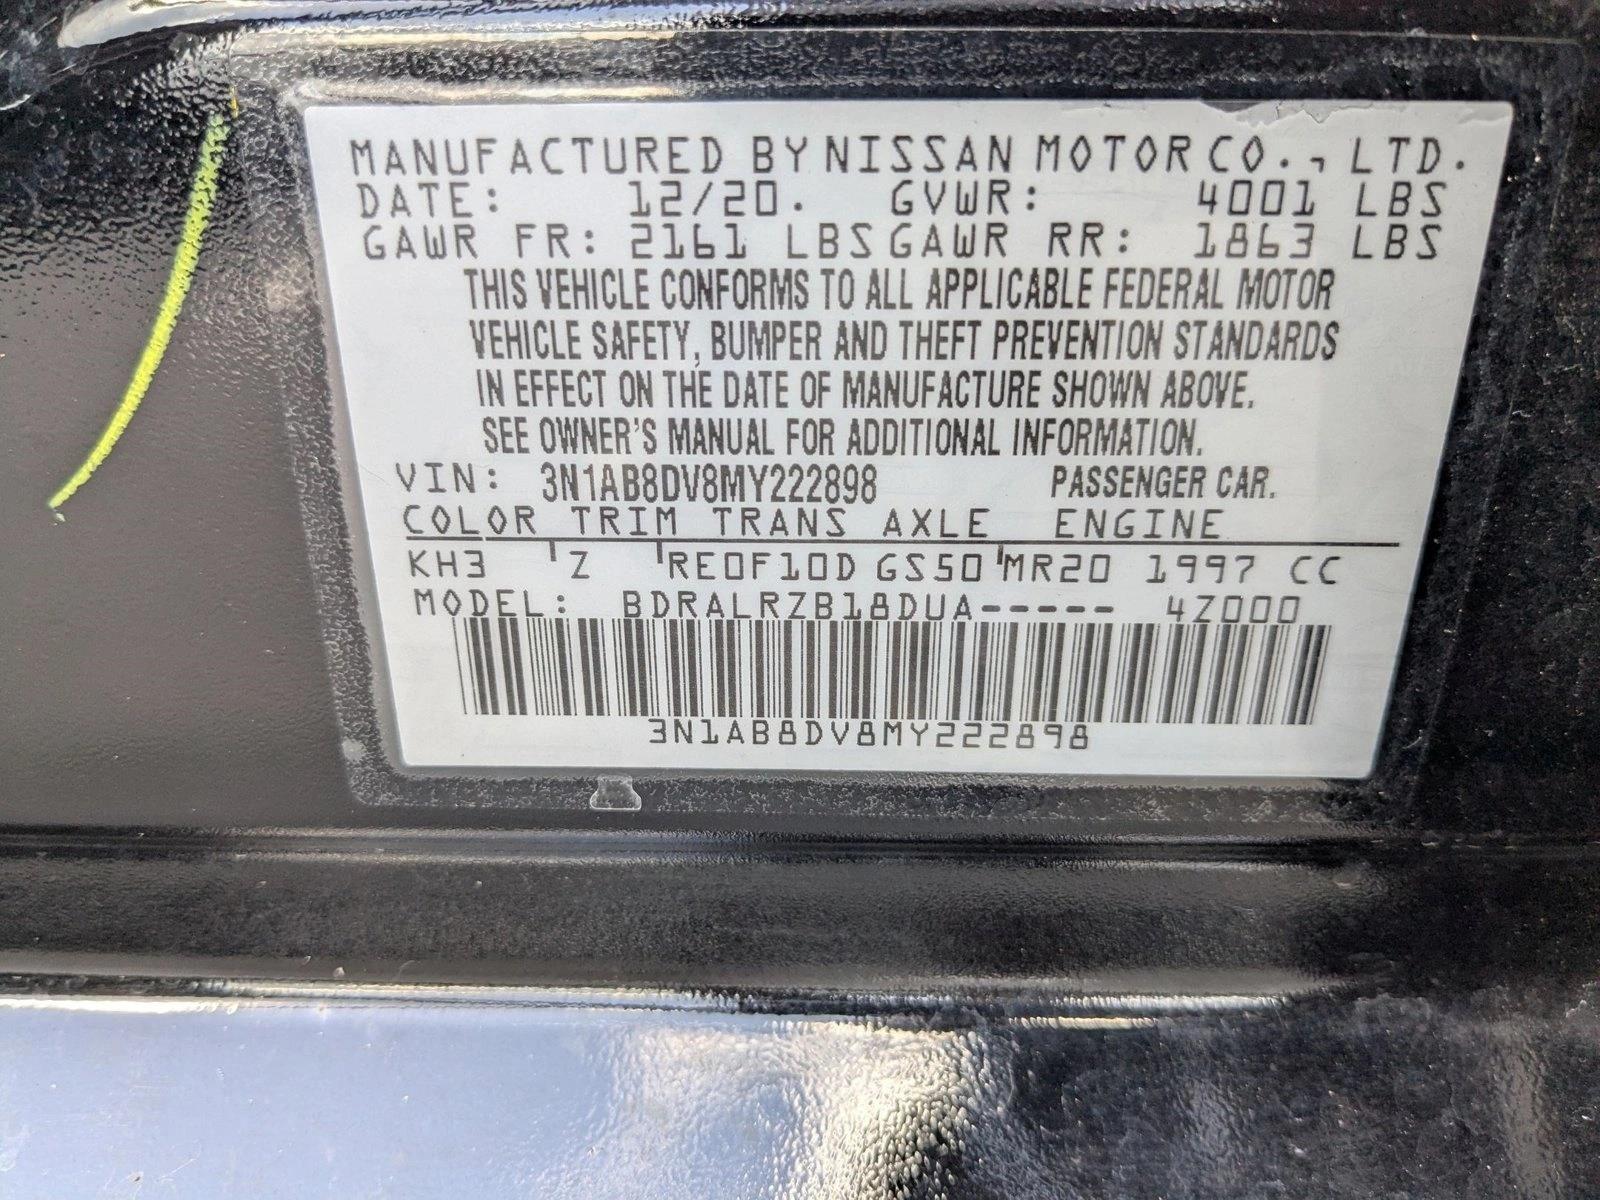 MANUFACTURED BY NISSAN MOTOR CO., LTD.
DATE: 12/20. GVWR: 4001 LBS
GAWR FR: 2161 LBS GAWR RR: 1863 LBS
THIS VEHICLE CONFORMS TO ALL APPLICABLE FEDERAL MOTOR
VEHICLE SAFETY, BUMPER AND THEFT PREVENTION STANDARDS
IN EFFECT ON THE DATE OF MANUFACTURE SHOWN ABOVE.
SEE OWNER'S MANUAL FOR ADDITIONAL INFORMATION.
VIN: 3N1AB8DV8MY222898 PASSENGER CAR.
COLOR TRIM TRANS AXLE ENGINE
KH3 Z RE0F10D GS50 MR20 1997 CC
MODEL: BDRALRZB18DUA----- 4Z000
3N1AB8DV8MY222898